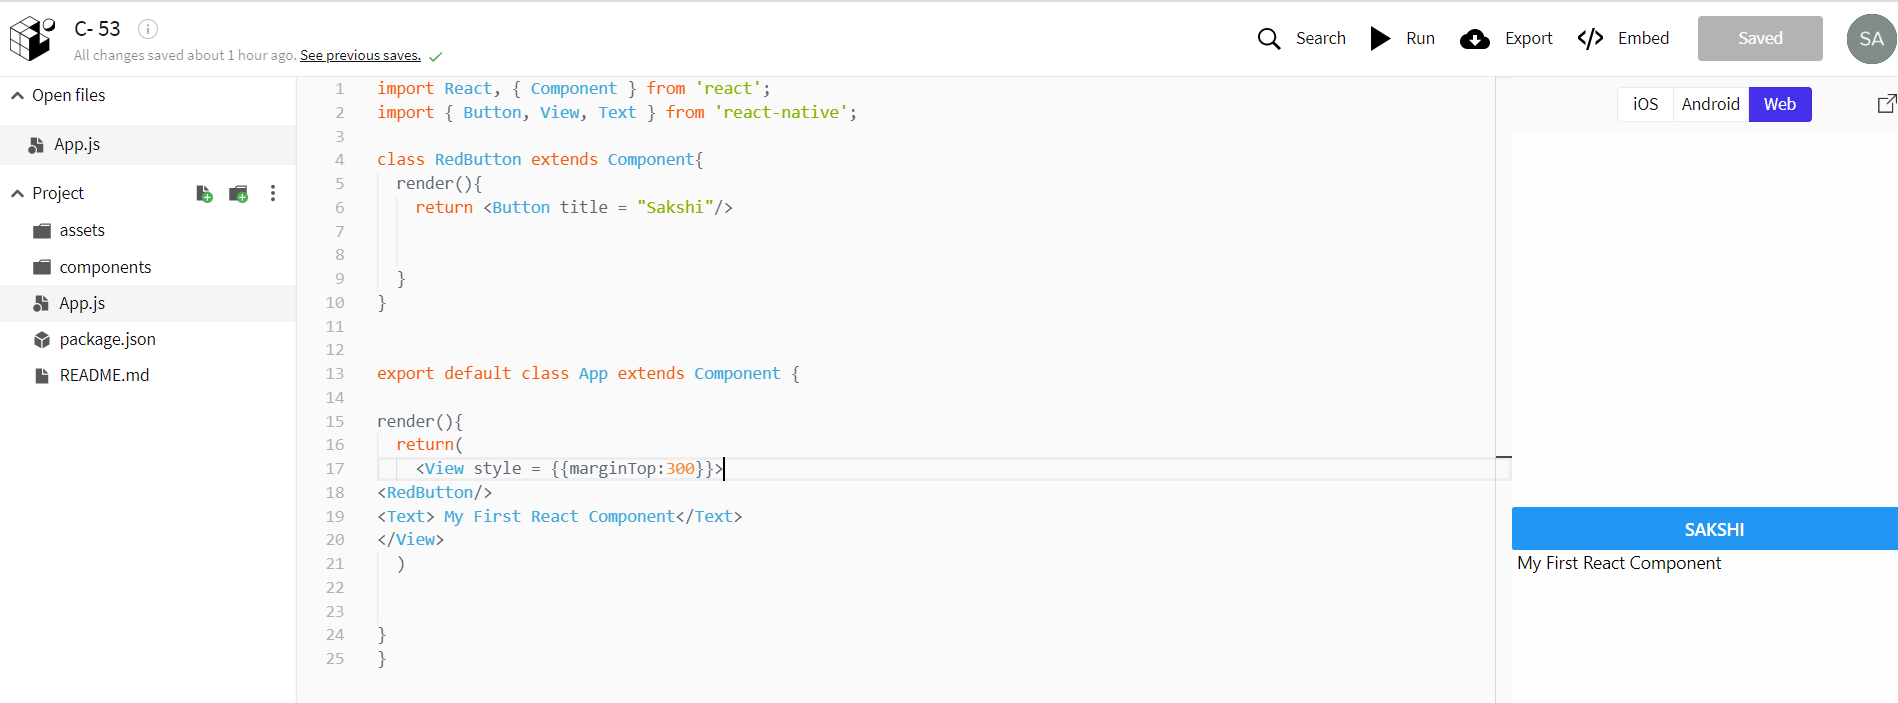 C- 53
All changes saved about 1 hour ago. See previous saves.
Search
Run
Export
Embed
Saved
SA
Open files
App.js
Project
assets
components
App.js
package.json
README.md
1 import React, { Component } from 'react';
2 import { Button, View, Text } from 'react-native';
3
4 class RedButton extends Component{
5   render(){
6     return <Button title = "Sakshi"/>
7
8
9   }
10 }
11
12
13 export default class App extends Component {
14
15 render(){
16   return(
17     <View style = {{marginTop:300}}>
18 <RedButton/>
19 <Text> My First React Component</Text>
20 </View>
21   )
22
23
24 }
25 }
iOS
Android
Web
SAKSHI
My First React Component